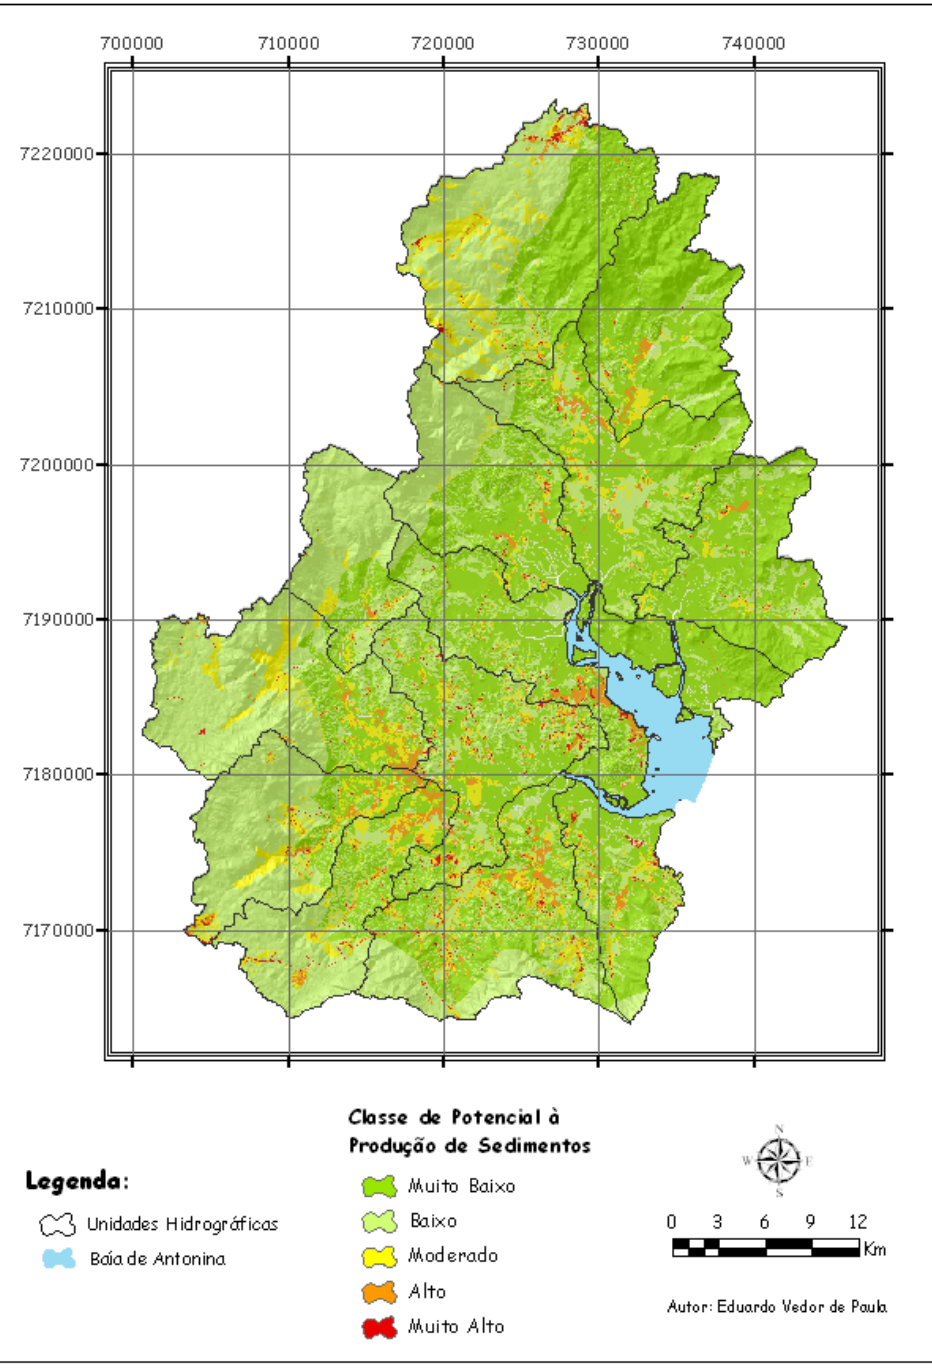 700000 710000 720000 730000 740000
7220000
7210000
7200000
7190000
7180000
7170000
Classe de Potencial à
Produção de Sedimentos
Legenda:
Unidades Hidrográficas
Baía de Antonina
Muito Baixo
Baixo
Moderado
Alto
Muito Alto
N
W E
S
0 3 6 9 12
Km
Autor: Eduardo Vedor de Paula